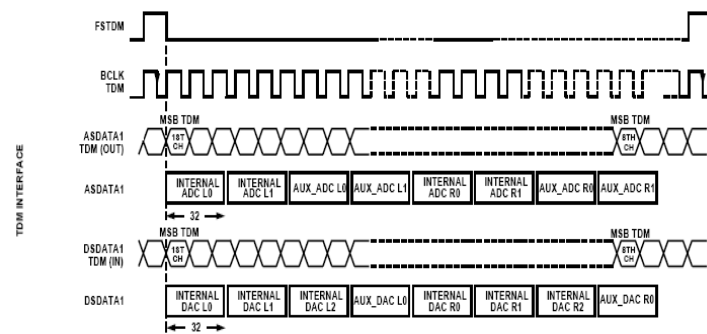 FSTDM
BCLK
TDM
MSB TDM MSB TDM
ASDATA1
TDM (OUT)
1ST
CH
8TH
CH
ASDATA1
INTERNAL
ADC L0
INTERNAL
ADC L1
AUX_ADC L0
AUX_ADC L1
INTERNAL
ADC R0
INTERNAL
ADC R1
AUX_ADC R0
AUX_ADC R1
32
TDM INTERFACE
MSB TDM MSB TDM
DSDATA1
TDM (IN)
1ST
CH
8TH
CH
DSDATA1
INTERNAL
DAC L0
INTERNAL
DAC L1
INTERNAL
DAC L2
AUX_DAC L0
INTERNAL
DAC R0
INTERNAL
DAC R1
INTERNAL
DAC R2
AUX_DAC R0
32